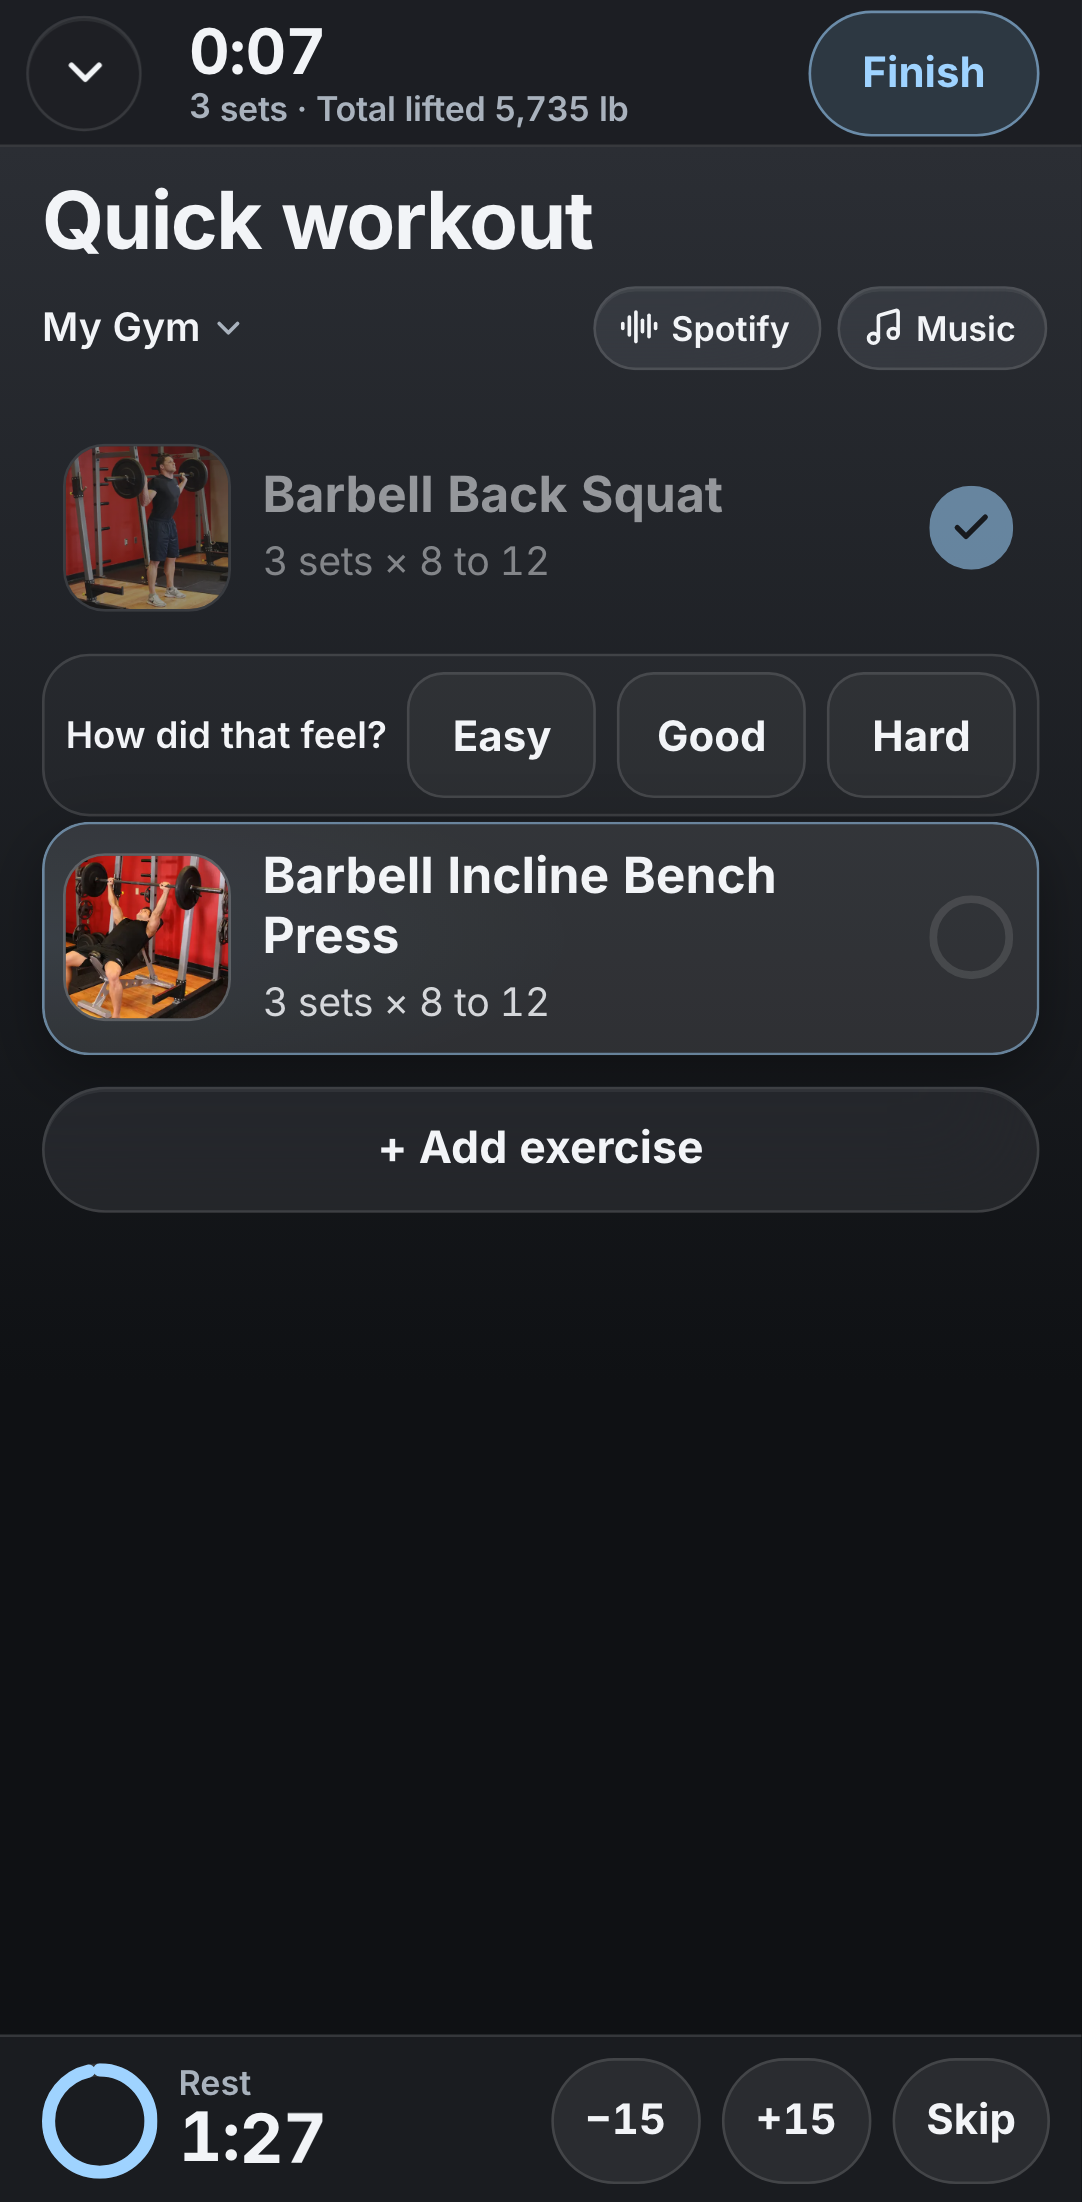 0:07
3 sets · Total lifted 5,735 lb
Finish
Quick workout
My Gym
Spotify
Music
Barbell Back Squat
3 sets × 8 to 12
How did that feel?
Easy
Good
Hard
Barbell Incline Bench
Press
3 sets × 8 to 12
+ Add exercise
Rest
1:27
−15
+15
Skip